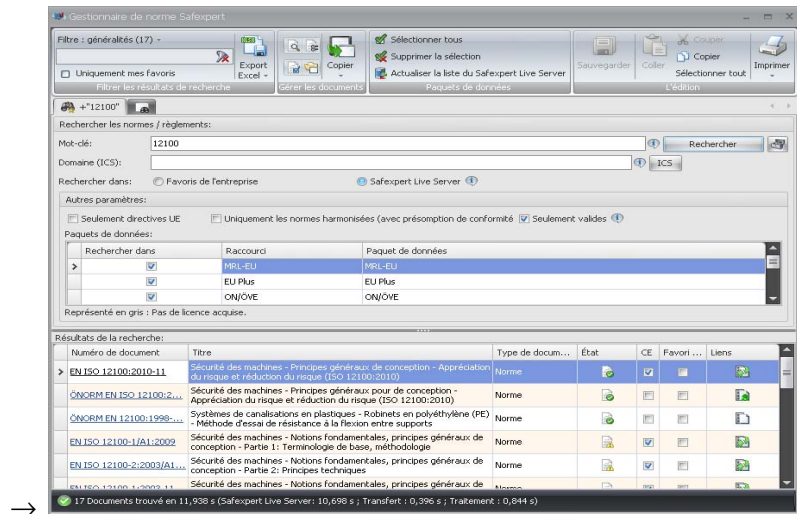 Gestionnaire de norme Safexpert
Filtre : généralités (17) -
Uniquement mes favoris
Filtrer les résultats de recherche
Export
Excel
Copier
Gérer les documents
Sélectionner tous
Supprimer la sélection
Actualiser la liste du Safexpert Live Server
Paquets de données
Sauvegarder
Coller
Couper
Copier
Sélectionner tout
Imprimer
L'édition
+"12100"
Rechercher les normes / règlements:
Mot-clé: 12100 Rechercher
Domaine (ICS): ICS
Rechercher dans: Favoris de l'entreprise Safexpert Live Server
Autres paramètres:
Seulement directives UE Uniquement les normes harmonisées (avec présomption de conformité Seulement valides
Paquets de données:
Rechercher dans Raccourci Paquet de données
MRL-EU MRL-EU
EU Plus EU Plus
ON/ÖVE ON/ÖVE
Représenté en gris : Pas de licence acquise.
Résultats de la recherche:
Numéro de document Titre Type de docum... État CE Favori ... Liens
EN ISO 12100:2010-11 Sécurité des machines - Principes généraux de conception - Appréciation du risque et réduction du risque (ISO 12100:2010) Norme
ÖNORM EN ISO 12100:2... Sécurité des machines - Principes généraux pour de conception - Appréciation du risque et réduction du risque (ISO 12100:2010) Norme
ÖNORM EN 12100:1998-... Systèmes de canalisations en plastiques - Robinets en polyéthylène (PE) - Méthode d'essai de résistance à la flexion entre supports Norme
EN ISO 12100-1/A1:2009 Sécurité des machines - Notions fondamentales, principes généraux de conception - Partie 1: Terminologie de base, méthodologie Norme
EN ISO 12100-2:2003/A1... Sécurité des machines - Notions fondamentales, principes généraux de conception - Partie 2: Principes techniques Norme
EN ISO 12100-1:2003-11 Sécurité des machines - Notions fondamentales, principes généraux de Norme
→ 17 Documents trouvé en 11,938 s (Safexpert Live Server: 10,698 s ; Transfert : 0,396 s ; Traitement : 0,844 s)